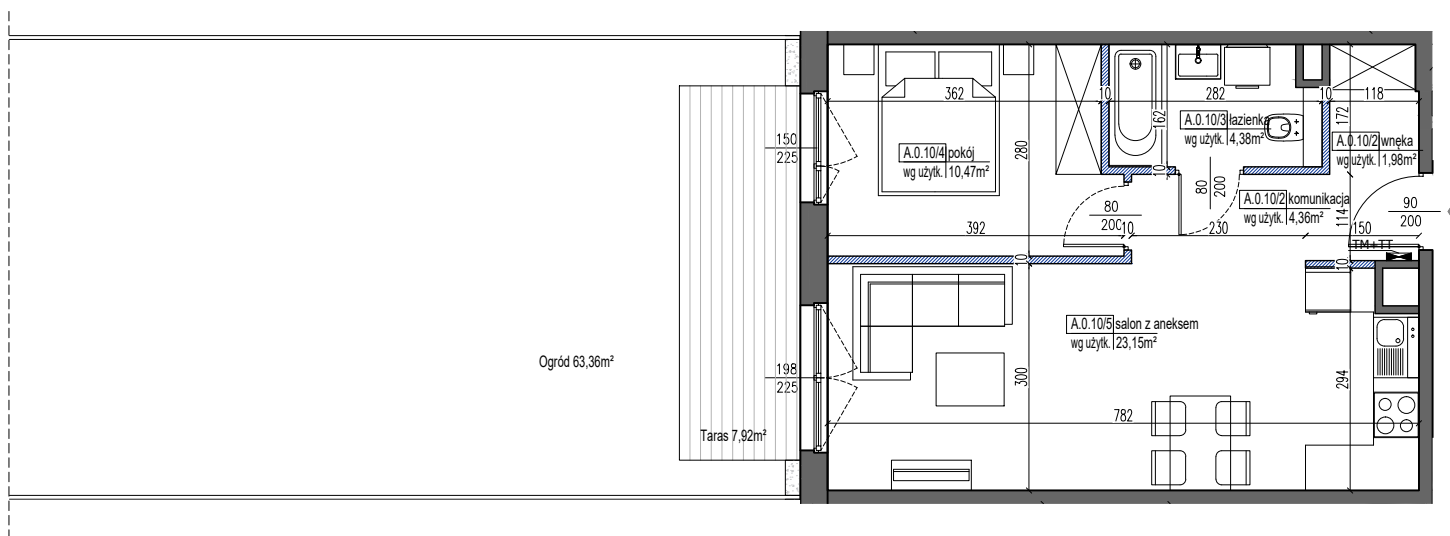 362
10
282
10
118
150
225
A.0.10/4 pokój
wg użytk. 10,47m²
280
162
A.0.10/3 łazienka
wg użytk. 4,38m²
172
A.0.10/2 wnęka
wg użytk. 1,98m²
10
80
200
A.0.10/2 komunikacja
wg użytk. 4,36m²
114
90
200
80
200
392
10
230
150
TM+TT
10
10
A.0.10/5 salon z aneksem
wg użytk. 23,15m²
Ogród 63,36m²
198
225
300
294
782
Taras 7,92m²